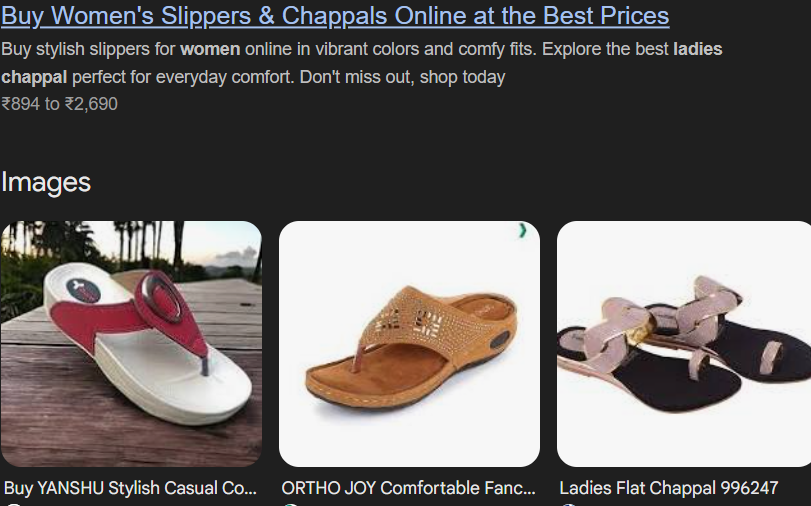 Buy Women's Slippers & Chappals Online at the Best Prices
Buy stylish slippers for women online in vibrant colors and comfy fits. Explore the best ladies
chappal perfect for everyday comfort. Don't miss out, shop today
₹894 to ₹2,690
Images
Buy YANSHU Stylish Casual Co...
ORTHO JOY Comfortable Fanc...
Ladies Flat Chappal 996247